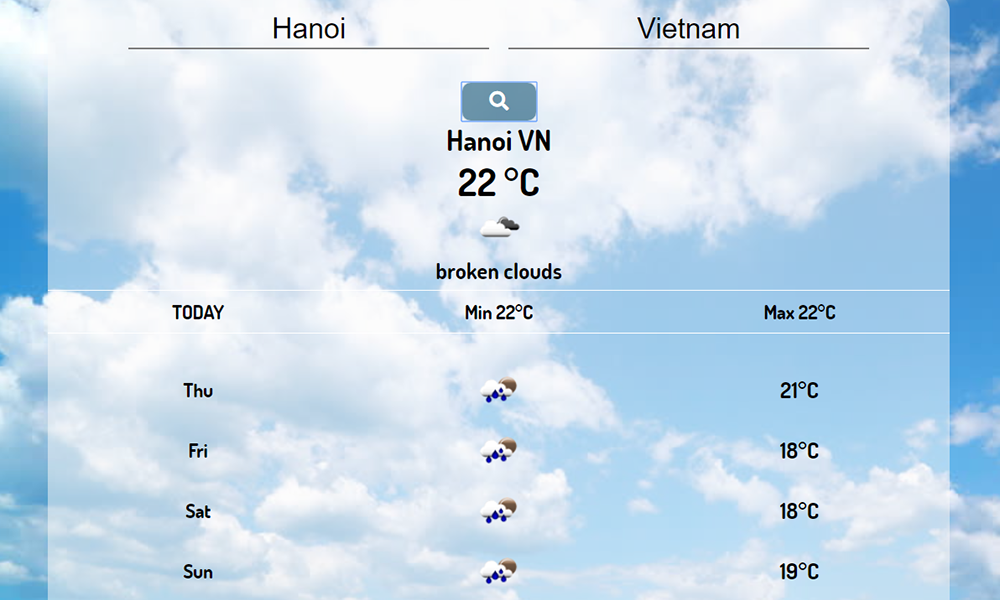 Hanoi Vietnam
Hanoi VN
22 °C
broken clouds
TODAY Min 22°C Max 22°C
Thu 21°C
Fri 18°C
Sat 18°C
Sun 19°C